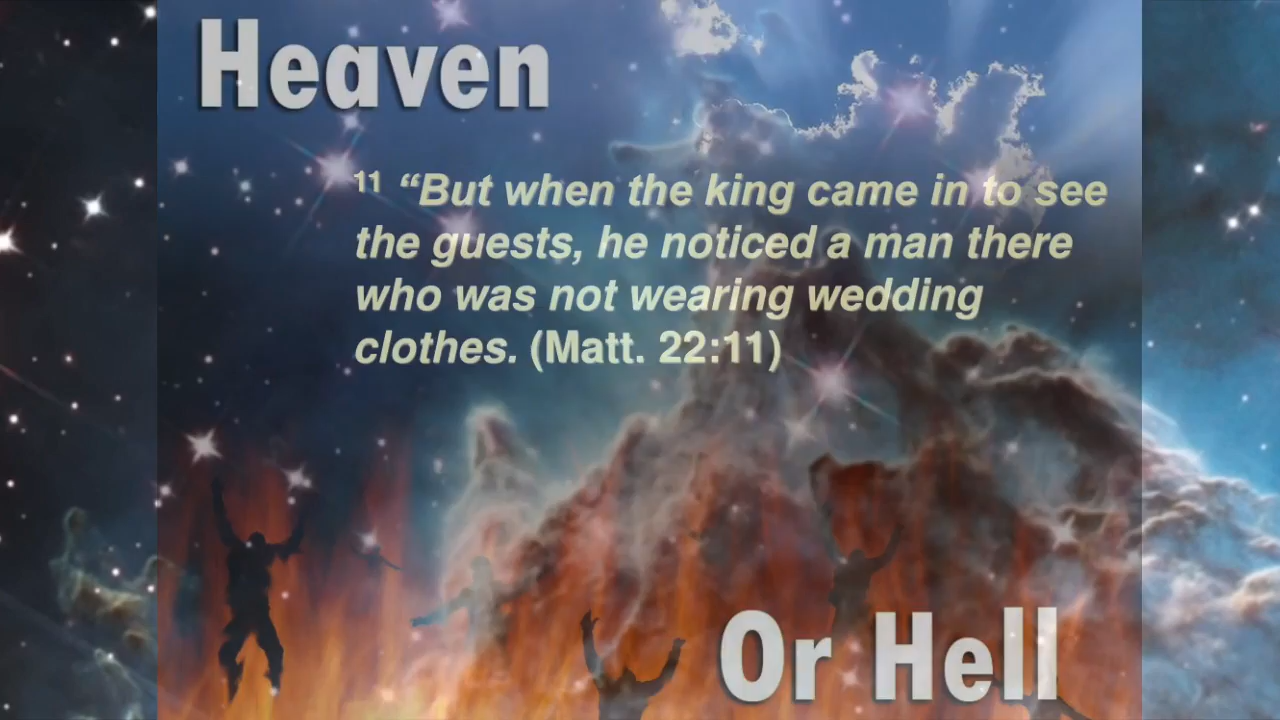 Heaven
11 “But when the king came in to see
the guests, he noticed a man there
who was not wearing wedding
clothes. (Matt. 22:11)
Or Hell